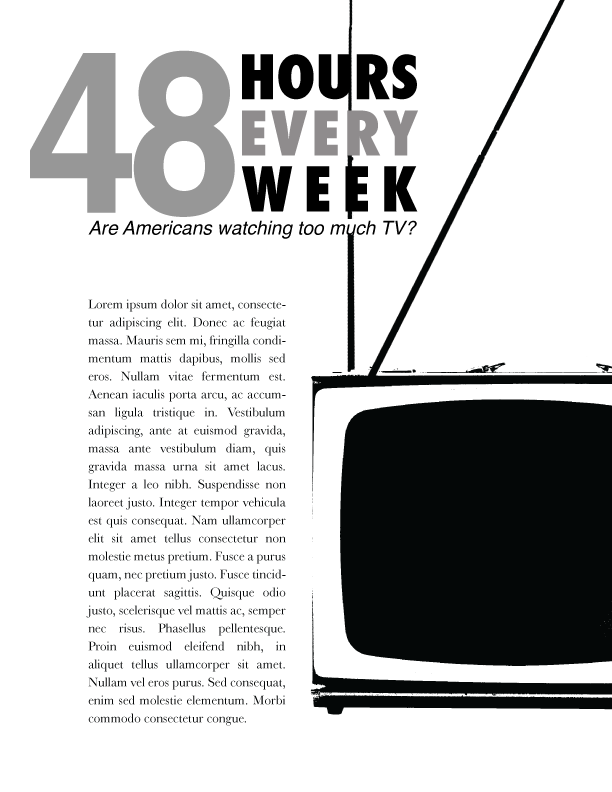 48 HOURS
EVERY
WEEK
Are Americans watching too much TV?
Lorem ipsum dolor sit amet, consecte-
tur adipiscing elit. Donec ac feugiat
massa. Mauris sem mi, fringilla condi-
mentum mattis dapibus, mollis sed
eros. Nullam vitae fermentum est.
Aenean iaculis porta arcu, ac accum-
san ligula tristique in. Vestibulum
adipiscing, ante at euismod gravida,
massa ante vestibulum diam, quis
gravida massa urna sit amet lacus.
Integer a leo nibh. Suspendisse non
laoreet justo. Integer tempor vehicula
est quis consequat. Nam ullamcorper
elit sit amet tellus consectetur non
molestie metus pretium. Fusce a purus
quam, nec pretium justo. Fusce tincid-
unt placerat sagittis. Quisque odio
justo, scelerisque vel mattis ac, semper
nec risus. Phasellus pellentesque.
Proin euismod eleifend nibh, in
aliquet tellus ullamcorper sit amet.
Nullam vel eros purus. Sed consequat,
enim sed molestie elementum. Morbi
commodo consectetur congue.